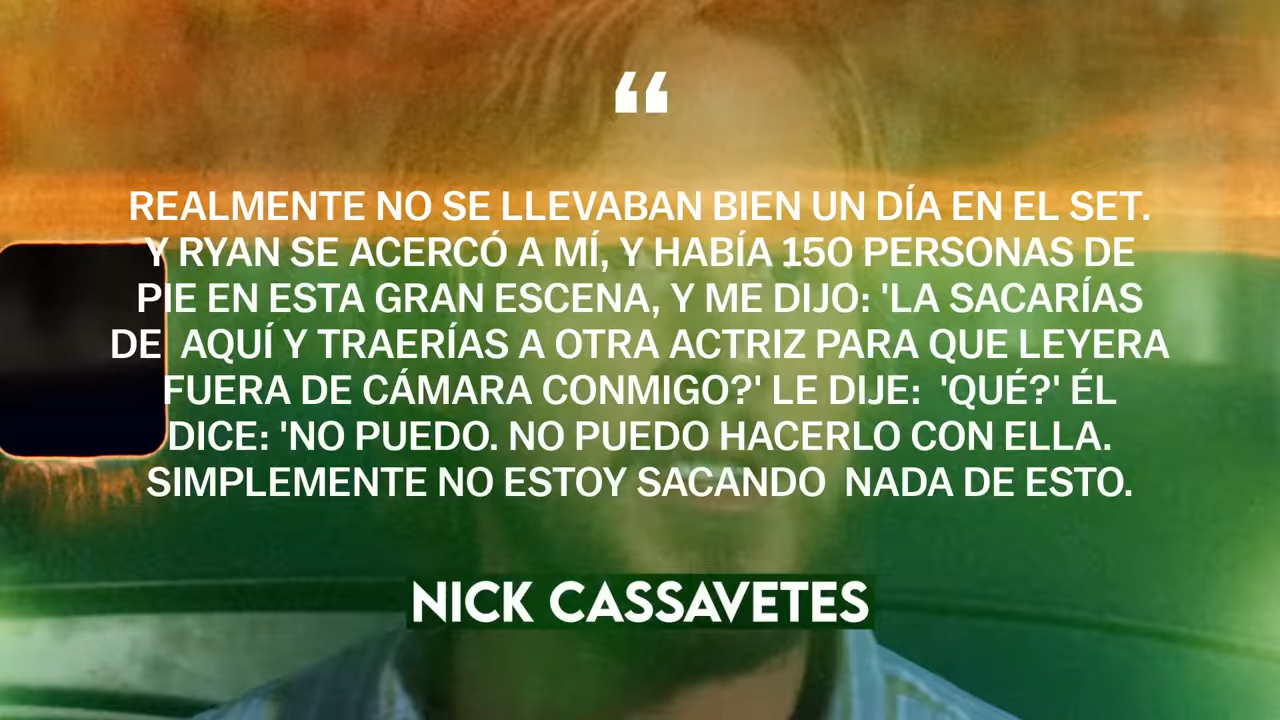 “
REALMENTE NO SE LLEVABAN BIEN UN DÍA EN EL SET.
Y RYAN SE ACERCÓ A MÍ, Y HABÍA 150 PERSONAS DE
PIE EN ESTA GRAN ESCENA, Y ME DIJO: 'LA SACARÍAS
DE AQUÍ Y TRAERÍAS A OTRA ACTRIZ PARA QUE LEYERA
FUERA DE CÁMARA CONMIGO?' LE DIJE: 'QUÉ?' ÉL
DICE: 'NO PUEDO. NO PUEDO HACERLO CON ELLA.
SIMPLEMENTE NO ESTOY SACANDO NADA DE ESTO.
NICK CASSAVETES